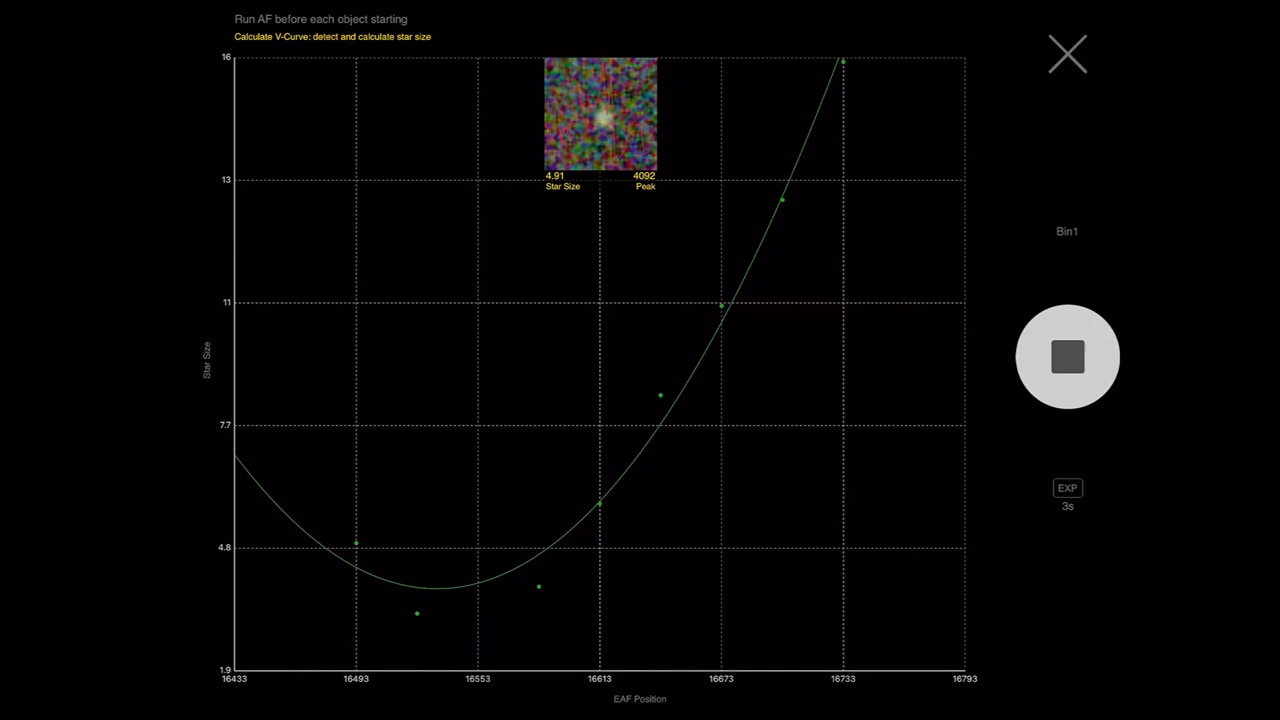 Run AF before each object starting
Calculate V-Curve: detect and calculate star size
16
4.91 4092
Star Size Peak
13
Bin1
11
Star Size
7.7
EXP
3s
4.8
1.9
16433 16493 16553 16613 16673 16733 16793
EAF Position